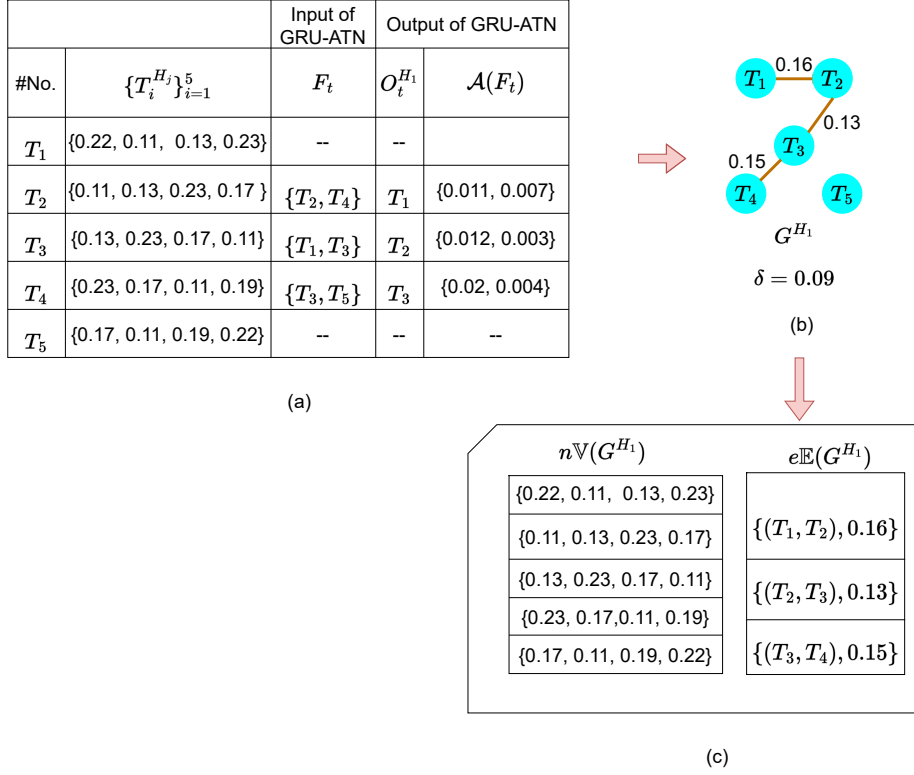 Input of GRU-ATN Output of GRU-ATN
#No. $\{T_i^{H_j}\}_{i=1}^5$ $F_t$ $O_t^{H_1}$ $\mathcal{A}(F_t)$
$T_1$ {0.22, 0.11, 0.13, 0.23} -- --
$T_2$ {0.11, 0.13, 0.23, 0.17 } $\{T_2, T_4\}$ $T_1$ {0.011, 0.007}
$T_3$ {0.13, 0.23, 0.17, 0.11} $\{T_1, T_3\}$ $T_2$ {0.012, 0.003}
$T_4$ {0.23, 0.17, 0.11, 0.19} $\{T_3, T_5\}$ $T_3$ {0.02, 0.004}
$T_5$ {0.17, 0.11, 0.19, 0.22} -- -- --
(a)
0.16
$T_1$ $T_2$
0.13
$T_3$
0.15
$T_4$ $T_5$
$G^{H_1}$
$\delta = 0.09$
(b)
$n\mathbb{V}(G^{H_1})$
{0.22, 0.11, 0.13, 0.23}
{0.11, 0.13, 0.23, 0.17}
{0.13, 0.23, 0.17, 0.11}
{0.23, 0.17,0.11, 0.19}
{0.17, 0.11, 0.19, 0.22}
$e\mathbb{E}(G^{H_1})$
$\{(T_1, T_2), 0.16\}$
$\{(T_2, T_3), 0.13\}$
$\{(T_3, T_4), 0.15\}$
(c)